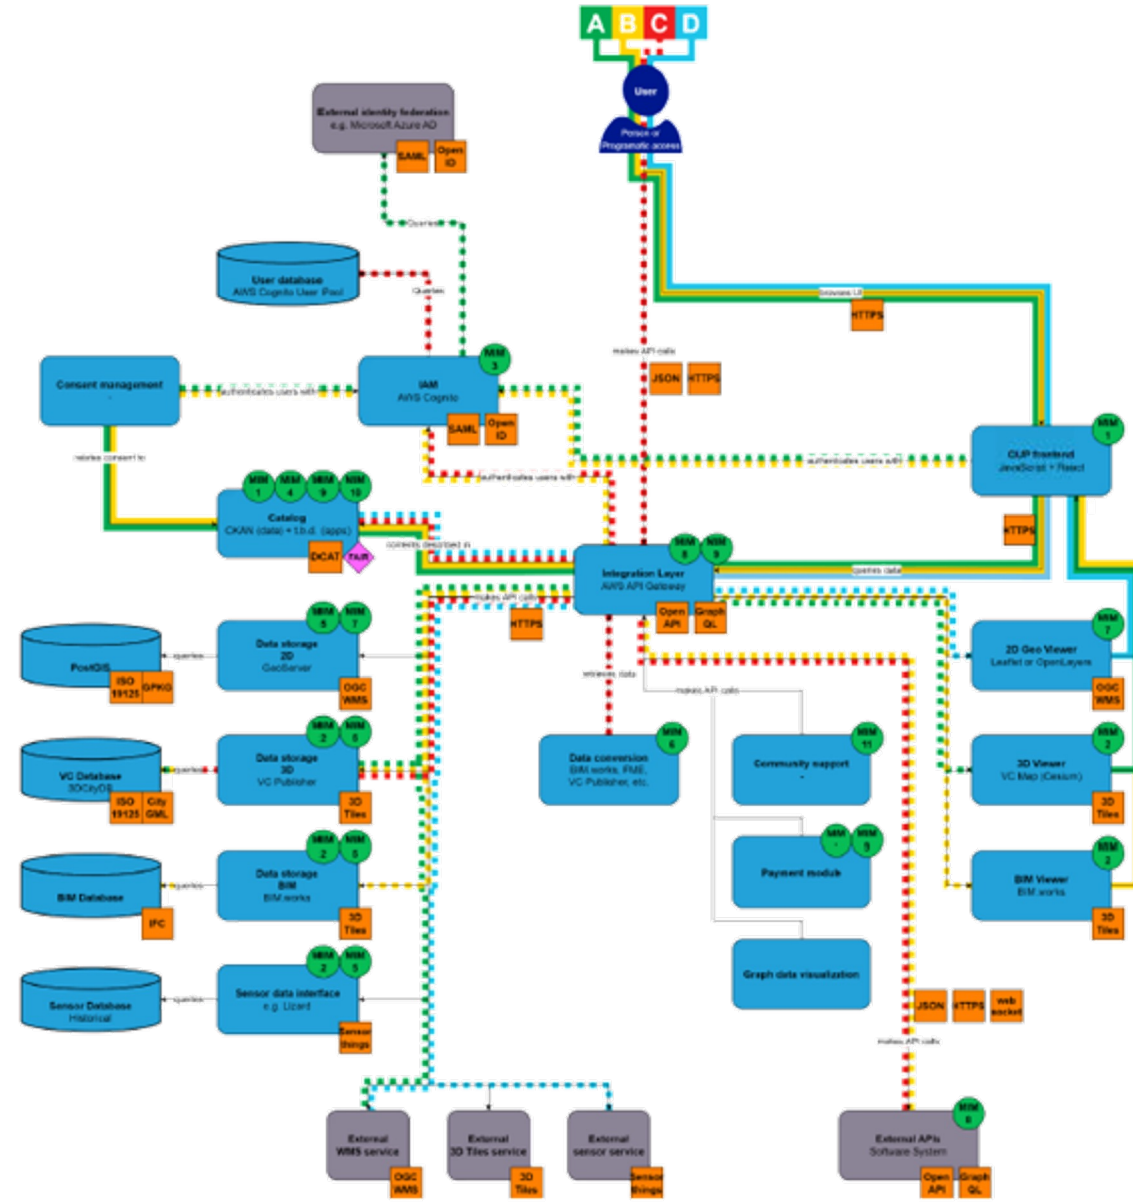 A B C D
User
Person or
Programatic access
External identity federation
e.g. Microsoft Azure AD
SAML
Open
ID
Queries
User database
AWS Cognito User Pool
Queries
browses UI
HTTPS
makes API calls
JSON
HTTPS
MIM
3
Consent management
-
authenticates users with
IAM
AWS Cognito
SAML
Open
ID
MIM
1
OUP frontend
JavaScript + React
authenticates users with
relates consent to
authenticates users with
MIM
1
MIM
4
MIM
9
MIM
10
Catalog
CKAN (data) + t.b.d. (apps)
DCAT
FAIR
contents described in
HTTPS
MIM
8
MIM
9
Integration Layer
AWS API Gateway
Open
API
Graph
QL
queries data
makes API calls
HTTPS
MIM
7
Data storage
2D
GeoServer
OGC
WMS
queries
PostGIS
ISO
19125
GPKG
retrieves data
makes API calls
MIM
7
2D Geo Viewer
Leaflet or OpenLayers
OGC
WMS
MIM
2
Data storage
3D
VC Publisher
3D
Tiles
queries
VC Database
3DCityDB
ISO
19125
City
GML
MIM
6
Data conversion
BIM.works, FME,
VC Publisher, etc.
MIM
11
Community support
-
MIM
2
3D Viewer
VC Map (Cesium)
3D
Tiles
MIM
2
Data storage
BIM
BIM.works
3D
Tiles
queries
BIM Database
IFC
MIM
-
MIM
Payment module
MIM
2
BIM Viewer
BIM.works
3D
Tiles
MIM
2
MIM
5
Sensor data interface
e.g. Lizard
Sensor
things
queries
Sensor Database
Historical
Graph data visualization
JSON
HTTPS
web
socket
makes API calls
External
WMS service
OGC
WMS
External
3D Tiles service
3D
Tiles
External
sensor service
Sensor
things
MIM
External APIs
Software System
Open
API
Graph
QL